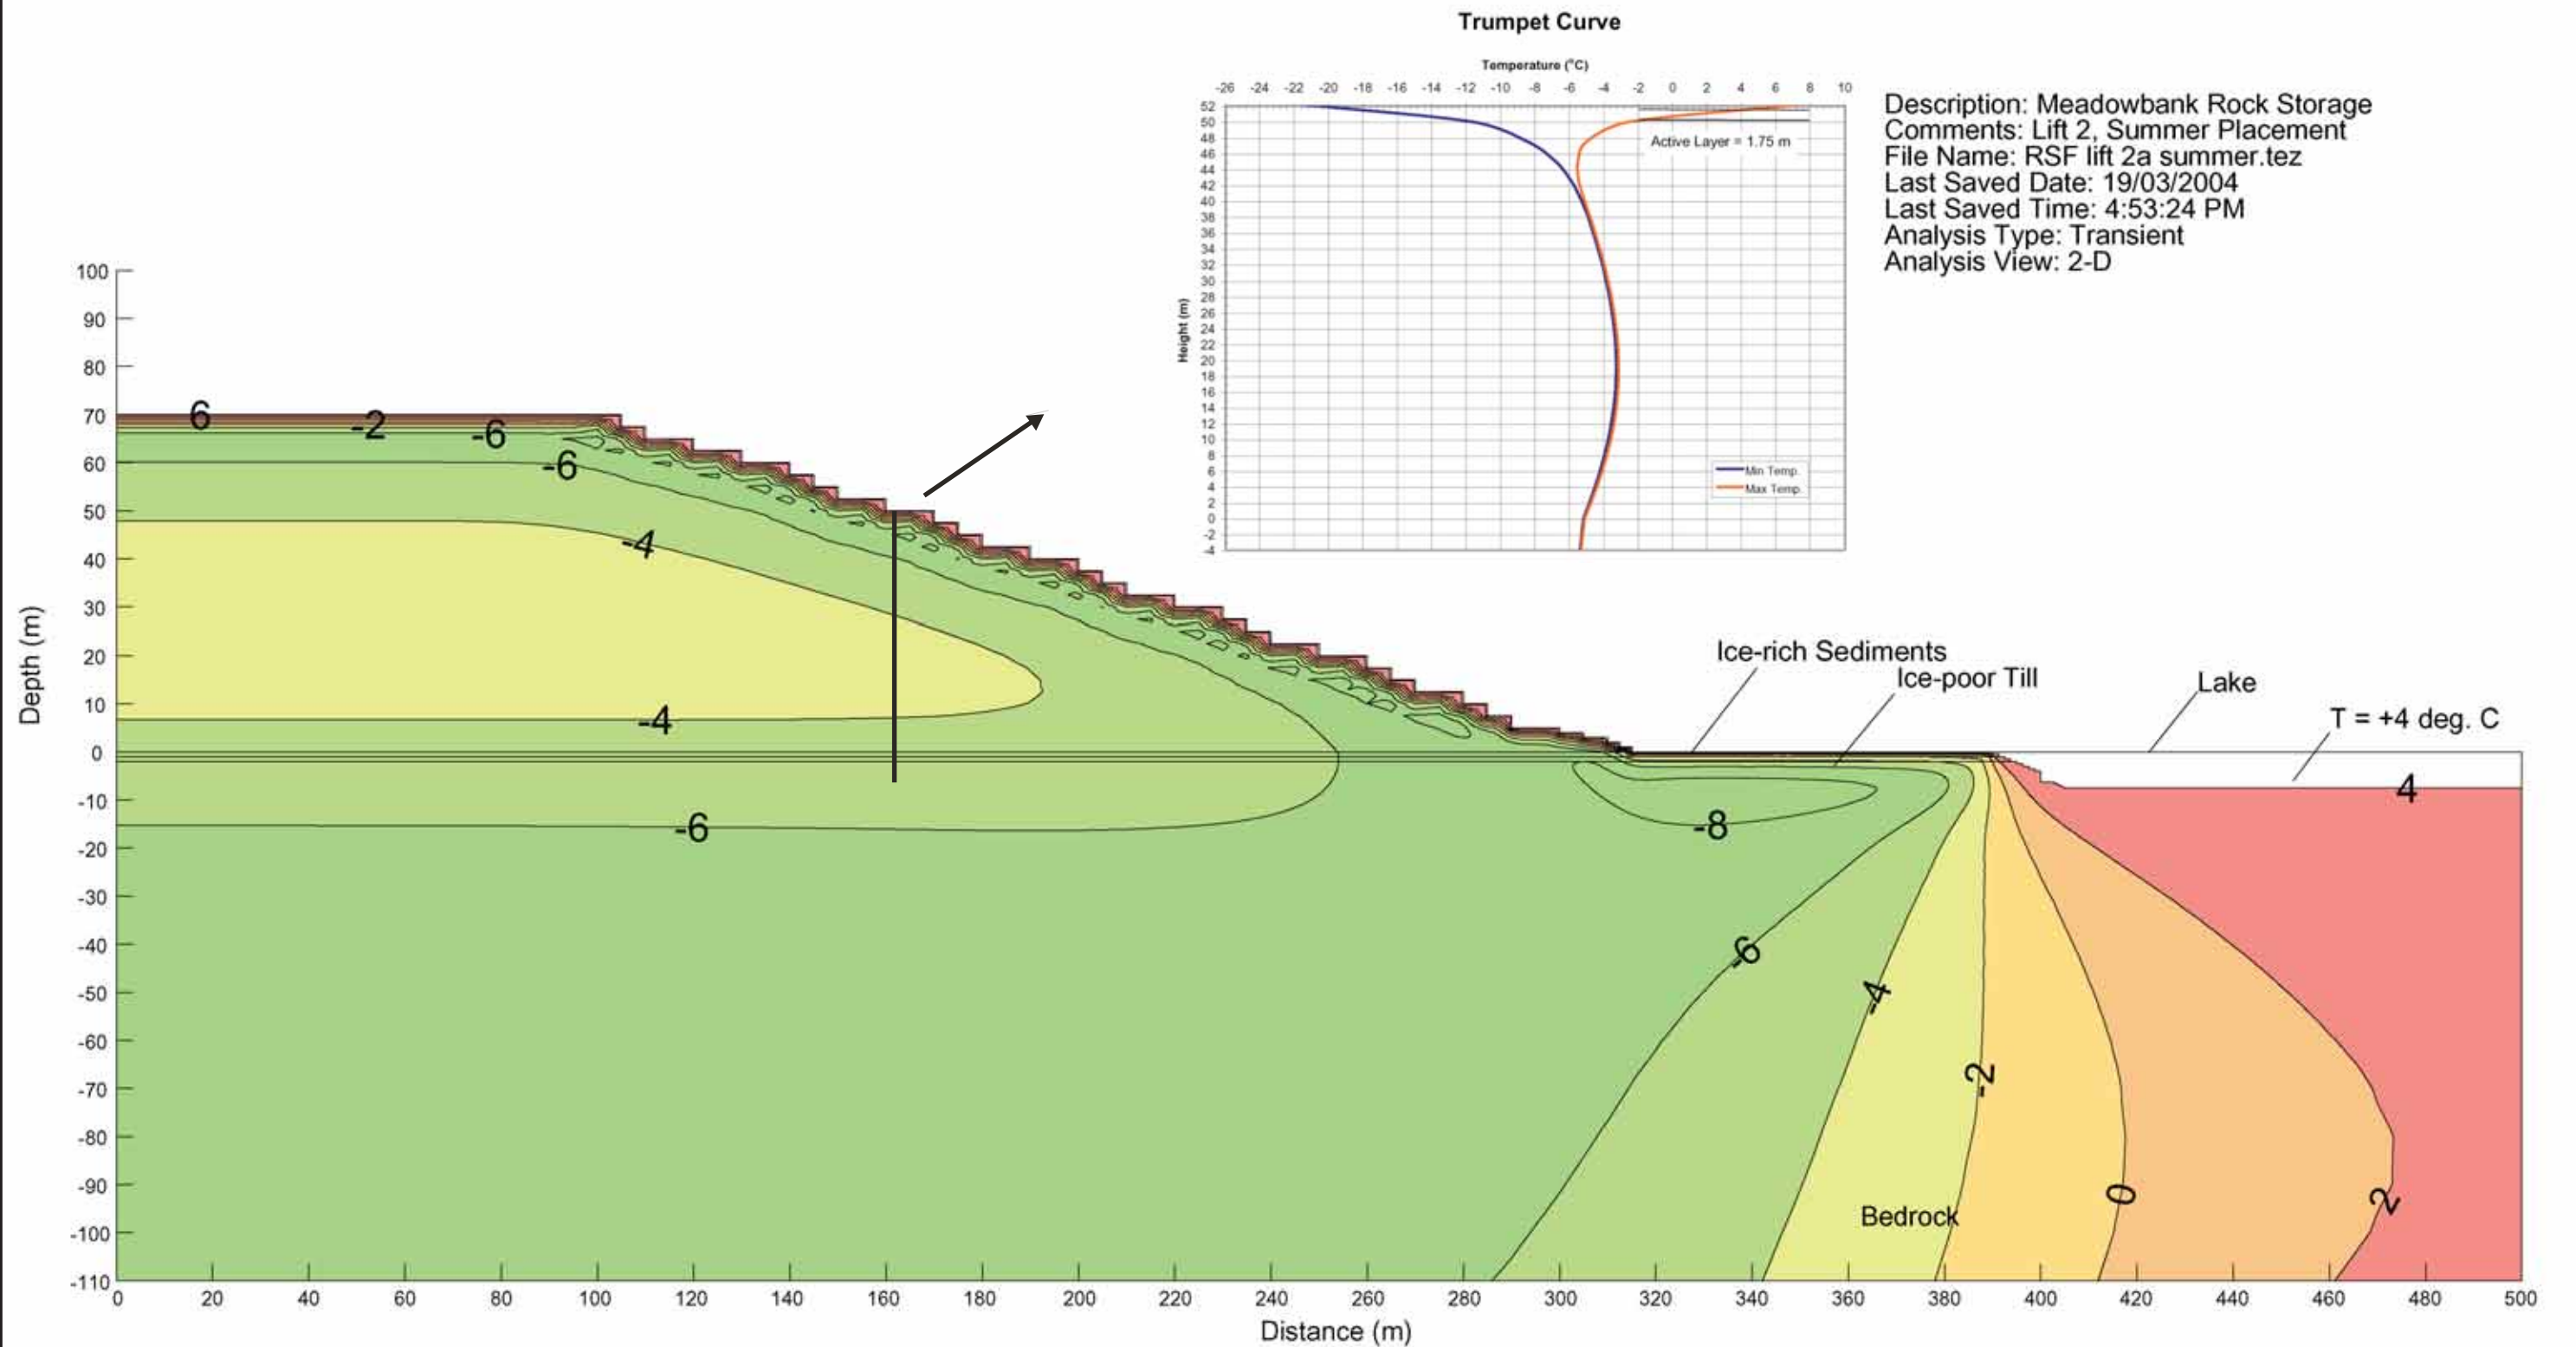 Trumpet Curve
Temperature (°C)
-26 -24 -22 -20 -18 -16 -14 -12 -10 -8 -6 -4 -2 0 2 4 6 8 10
52
50
48
46
44
42
40
38
36
34
32
30
28
26
24
22
20
18
16
14
12
10
8
6
4
2
0
-2
-4
Height (m)
Active Layer = 1.75 m
Min Temp.
Max Temp.
Description: Meadowbank Rock Storage
Comments: Lift 2, Summer Placement
File Name: RSF lift 2a summer.tez
Last Saved Date: 19/03/2004
Last Saved Time: 4:53:24 PM
Analysis Type: Transient
Analysis View: 2-D
100
90
80
70
60
50
40
30
20
10
0
-10
-20
-30
-40
-50
-60
-70
-80
-90
-100
-110
Depth (m)
6
-2
-6
-6
-4
-4
-6
Ice-rich Sediments
Ice-poor Till
Lake
T = +4 deg. C
4
-8
-6
-4
-2
0
2
Bedrock
0 20 40 60 80 100 120 140 160 180 200 220 240 260 280 300 320 340 360 380 400 420 440 460 480 500
Distance (m)